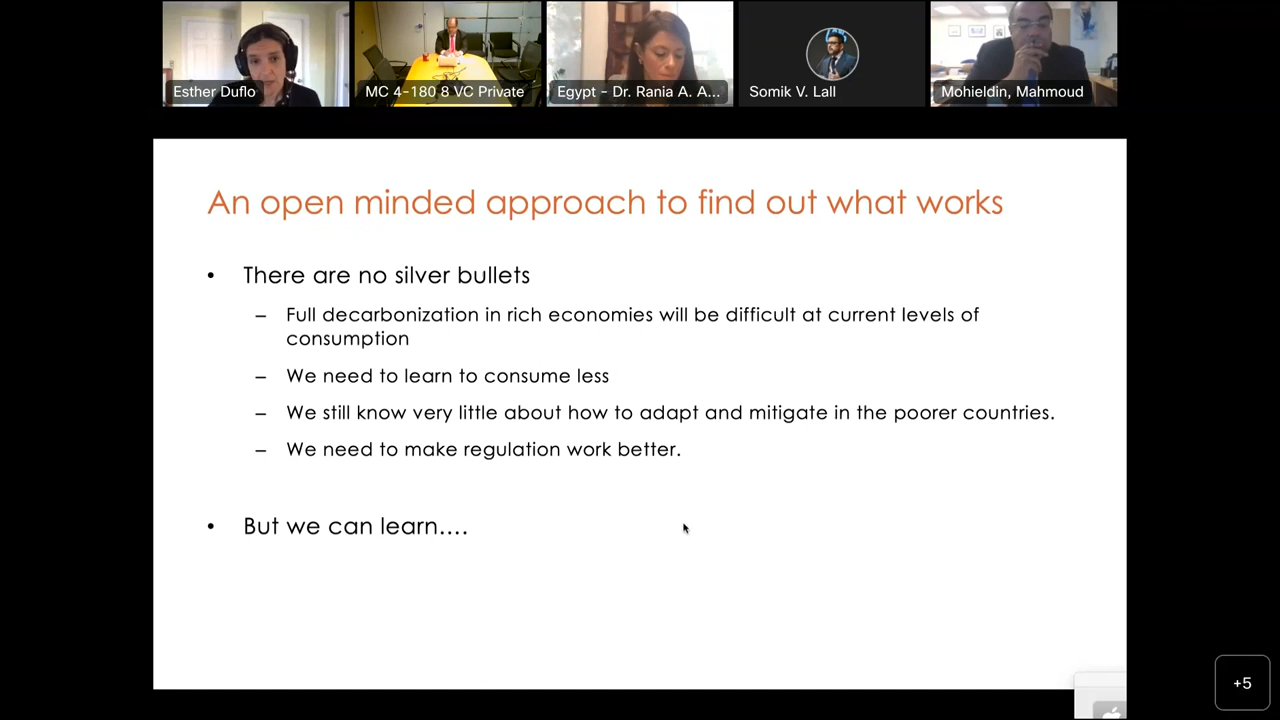 Esther Duflo
MC 4-180 8 VC Private
Egypt - Dr. Rania A. A...
Somik V. Lall
Mohieldin, Mahmoud
An open minded approach to find out what works
• There are no silver bullets
– Full decarbonization in rich economies will be difficult at current levels of
consumption
– We need to learn to consume less
– We still know very little about how to adapt and mitigate in the poorer countries.
– We need to make regulation work better.
• But we can learn....
+5